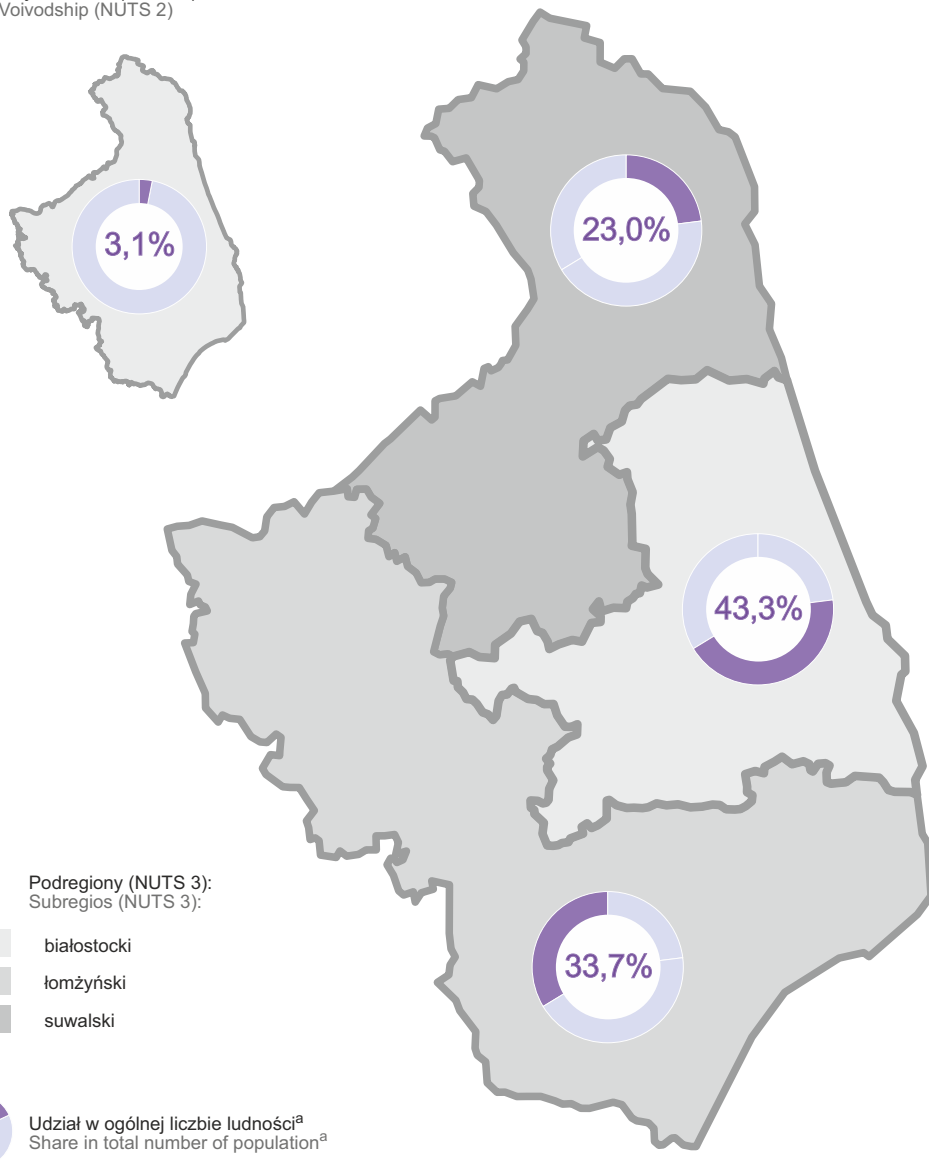 Voivodship (NUTS 2)
3,1%
23,0%
43,3%
33,7%
Podregiony (NUTS 3):
Subregios (NUTS 3):
białostocki
łomżyński
suwalski
Udział w ogólnej liczbie ludnościᵃ
Share in total number of populationᵃ